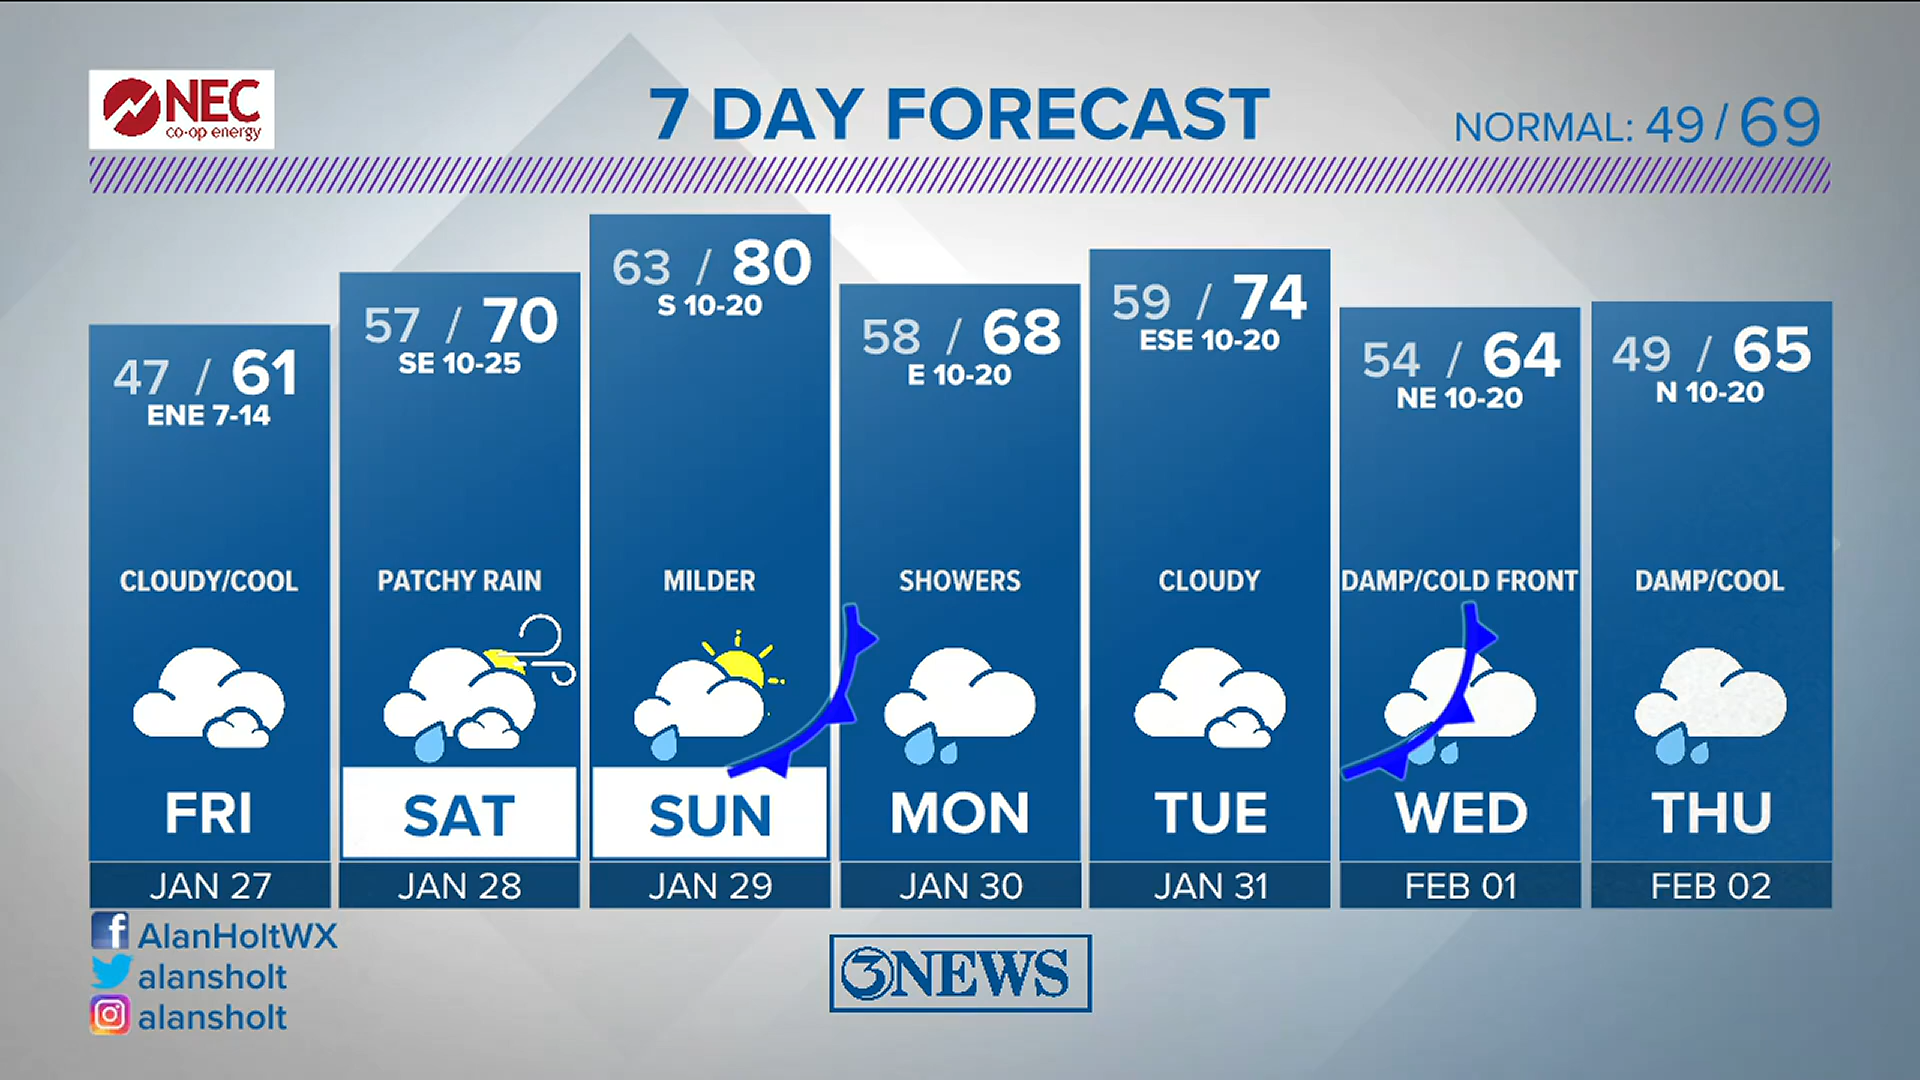 NEC
co-op energy
7 DAY FORECAST
NORMAL: 49 / 69
47 / 61
ENE 7-14
CLOUDY/COOL
FRI
JAN 27
57 / 70
SE 10-25
PATCHY RAIN
SAT
JAN 28
63 / 80
S 10-20
MILDER
SUN
JAN 29
58 / 68
E 10-20
SHOWERS
MON
JAN 30
59 / 74
ESE 10-20
CLOUDY
TUE
JAN 31
54 / 64
NE 10-20
DAMP/COLD FRONT
WED
FEB 01
49 / 65
N 10-20
DAMP/COOL
THU
FEB 02
AlanHoltWX
alansholt
alansholt
3NEWS